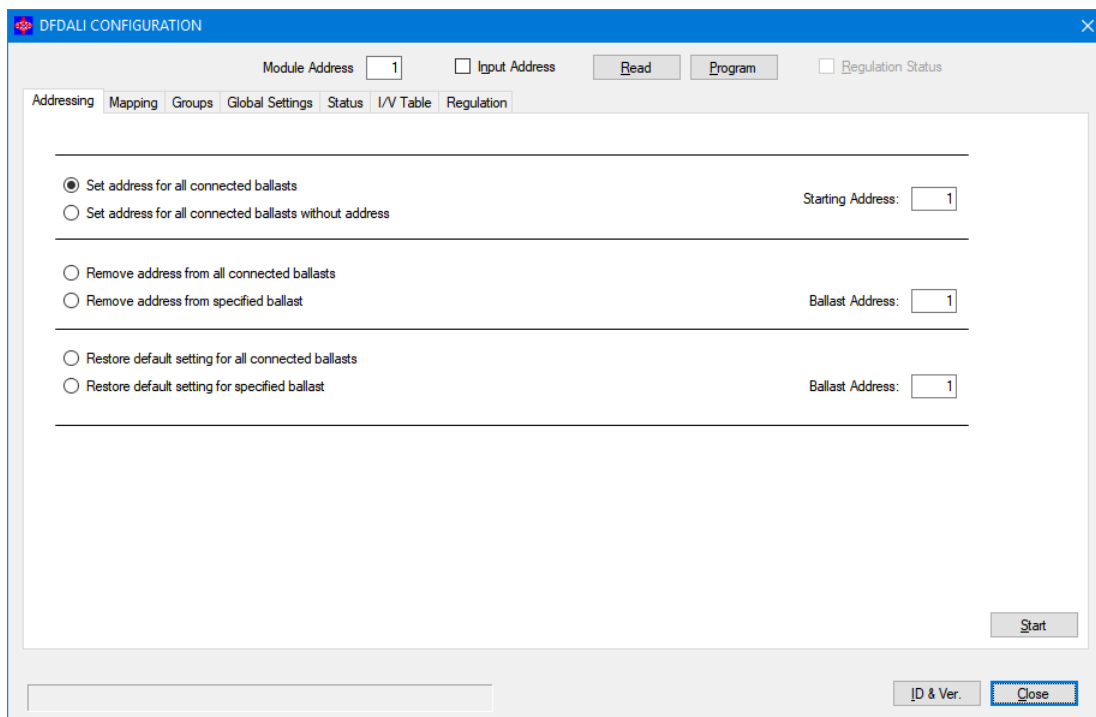 DFDALI CONFIGURATION
Module Address 1 Input Address Read Program Regulation Status
Addressing Mapping Groups Global Settings Status I/V Table Regulation
Set address for all connected ballasts
Starting Address: 1
Set address for all connected ballasts without address
Remove address from all connected ballasts
Remove address from specified ballast Ballast Address: 1
Restore default setting for all connected ballasts
Restore default setting for specified ballast Ballast Address: 1
Start
ID & Ver. Close